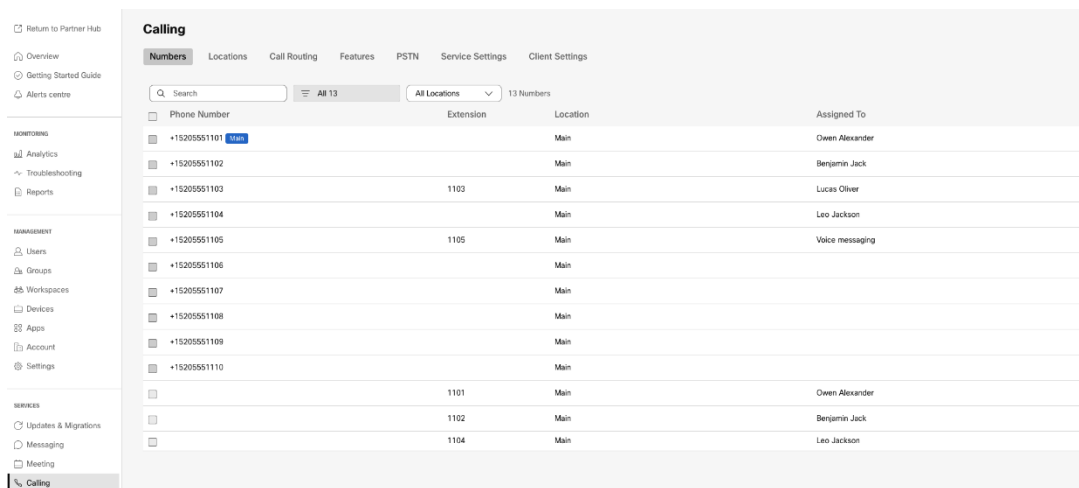 Return to Partner Hub
Overview
Getting Started Guide
Alerts centre
MONITORING
Analytics
Troubleshooting
Reports
MANAGEMENT
Users
Groups
Workspaces
Devices
Apps
Account
Settings
SERVICES
Updates & Migrations
Messaging
Meeting
Calling
Calling
Numbers Locations Call Routing Features PSTN Service Settings Client Settings
Search All 13 All Locations 13 Numbers
Phone Number Extension Location Assigned To
+15205551101 Main Main Owen Alexander
+15205551102 Main Benjamin Jack
+15205551103 1103 Main Lucas Oliver
+15205551104 Main Leo Jackson
+15205551105 1105 Main Voice messaging
+15205551106 Main
+15205551107 Main
+15205551108 Main
+15205551109 Main
+15205551110 Main
1101 Main Owen Alexander
1102 Main Benjamin Jack
1104 Main Leo Jackson